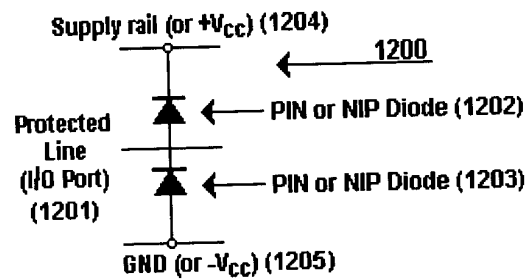 Supply rail (or +VCC) (1204)
1200
PIN or NIP Diode (1202)
Protected
Line
(I/O Port)
(1201)
PIN or NIP Diode (1203)
GND (or -VCC) (1205)